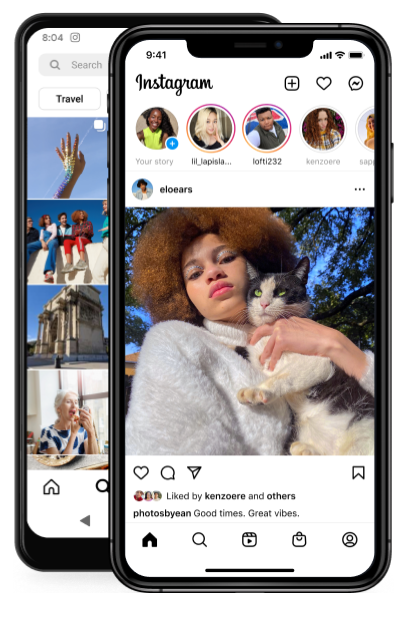 8:04
Search
Travel
9:41
Instagram
Your story
lil_lapisla...
lofti232
kenzoere
sapp
eloears
Liked by kenzoere and others
photosbyean Good times. Great vibes.